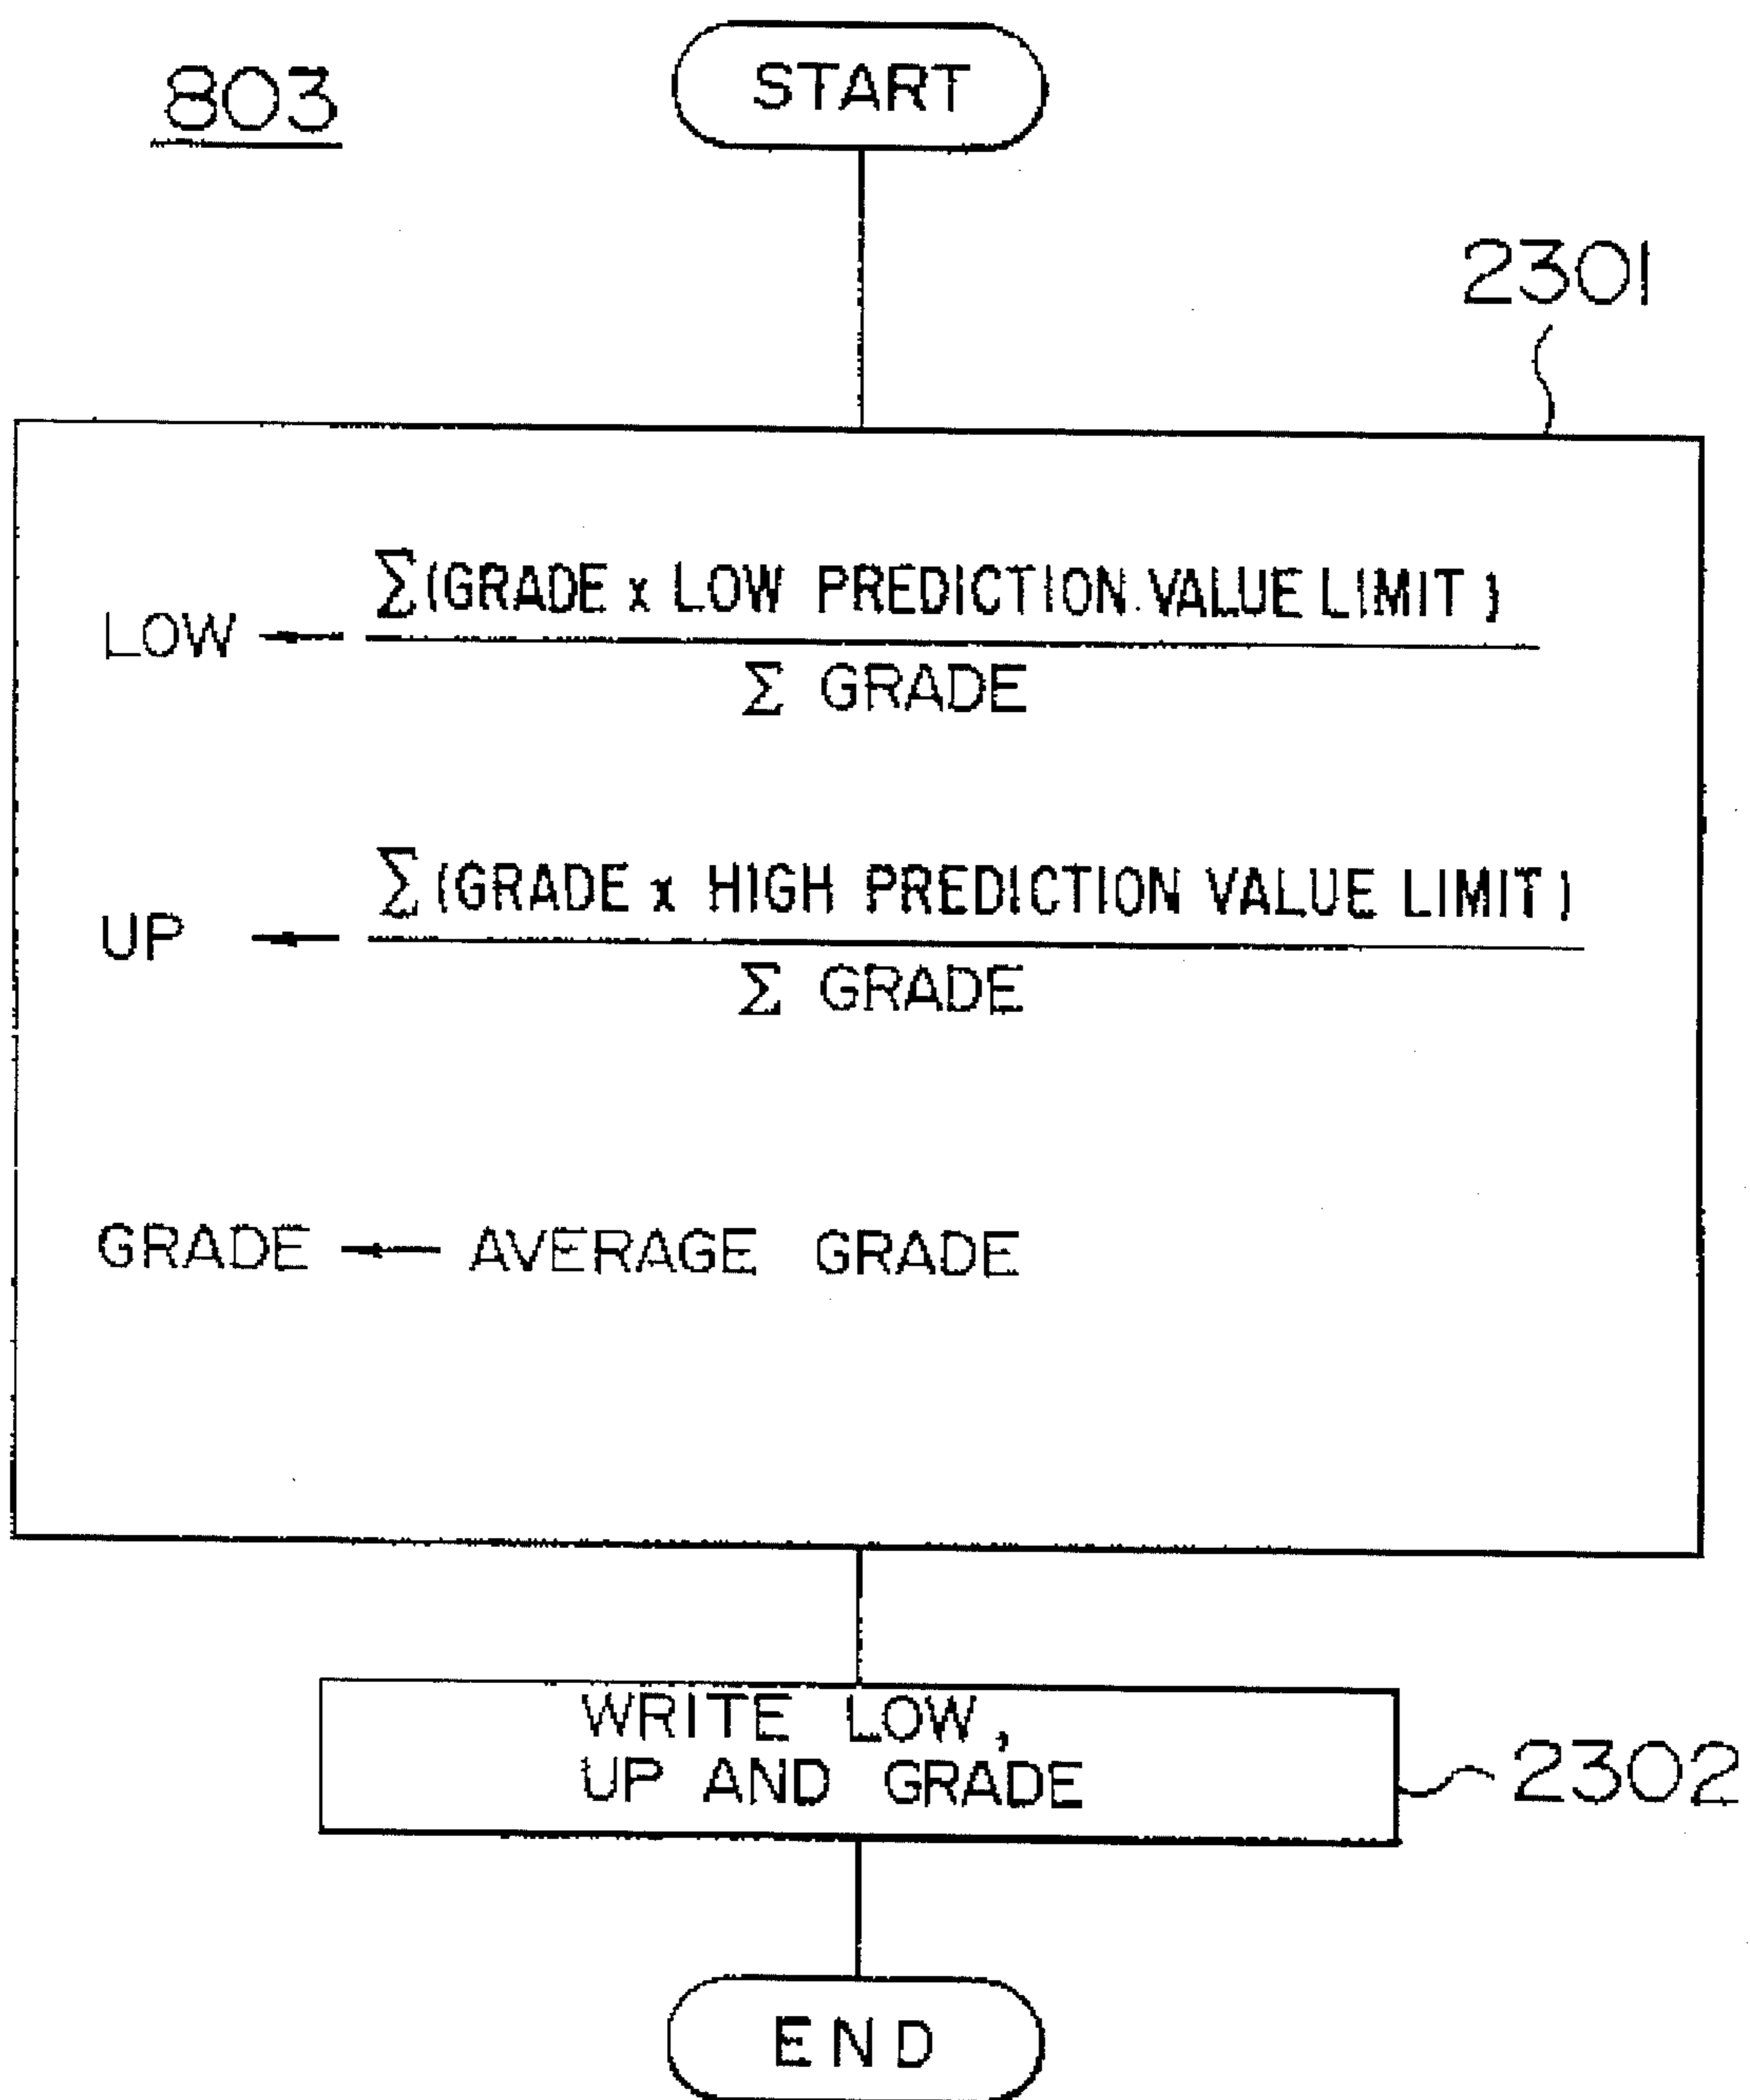 803
START
2301
LOW ← Σ(GRADE x LOW PREDICTION VALUE LIMIT)
Σ GRADE
UP ← Σ(GRADE x HIGH PREDICTION VALUE LIMIT)
Σ GRADE
GRADE ← AVERAGE GRADE
WRITE LOW,
UP AND GRADE
2302
END